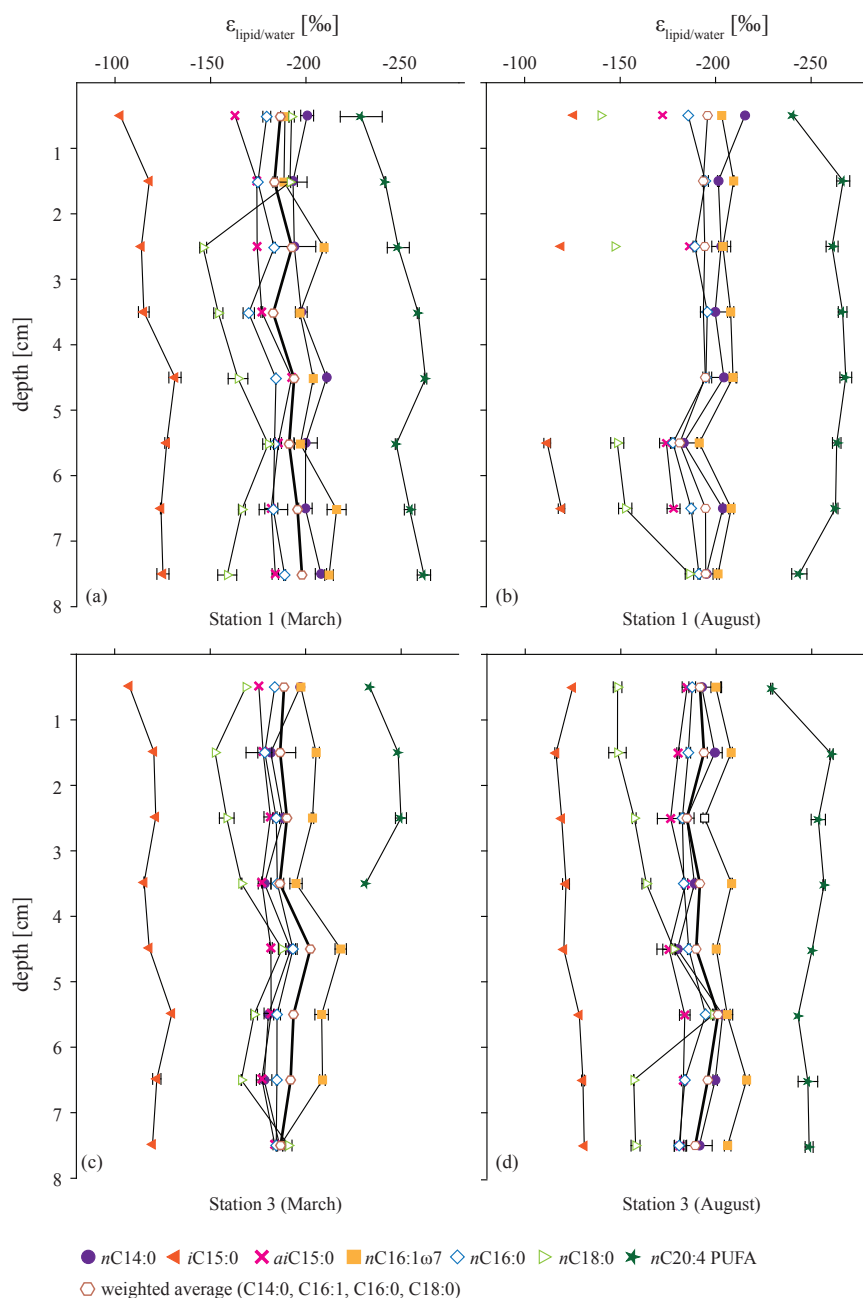 ε lipid/water [‰]
ε lipid/water [‰]
-100 -150 -200 -250
-100 -150 -200 -250
depth [cm]
1
2
3
4
5
6
7
8
(a)
(b)
Station 1 (March)
Station 1 (August)
depth [cm]
1
2
3
4
5
6
7
8
(c)
(d)
Station 3 (March)
Station 3 (August)
nC14:0 iC15:0 aiC15:0 nC16:1ω7 nC16:0 nC18:0 nC20:4 PUFA
weighted average (C14:0, C16:1, C16:0, C18:0)